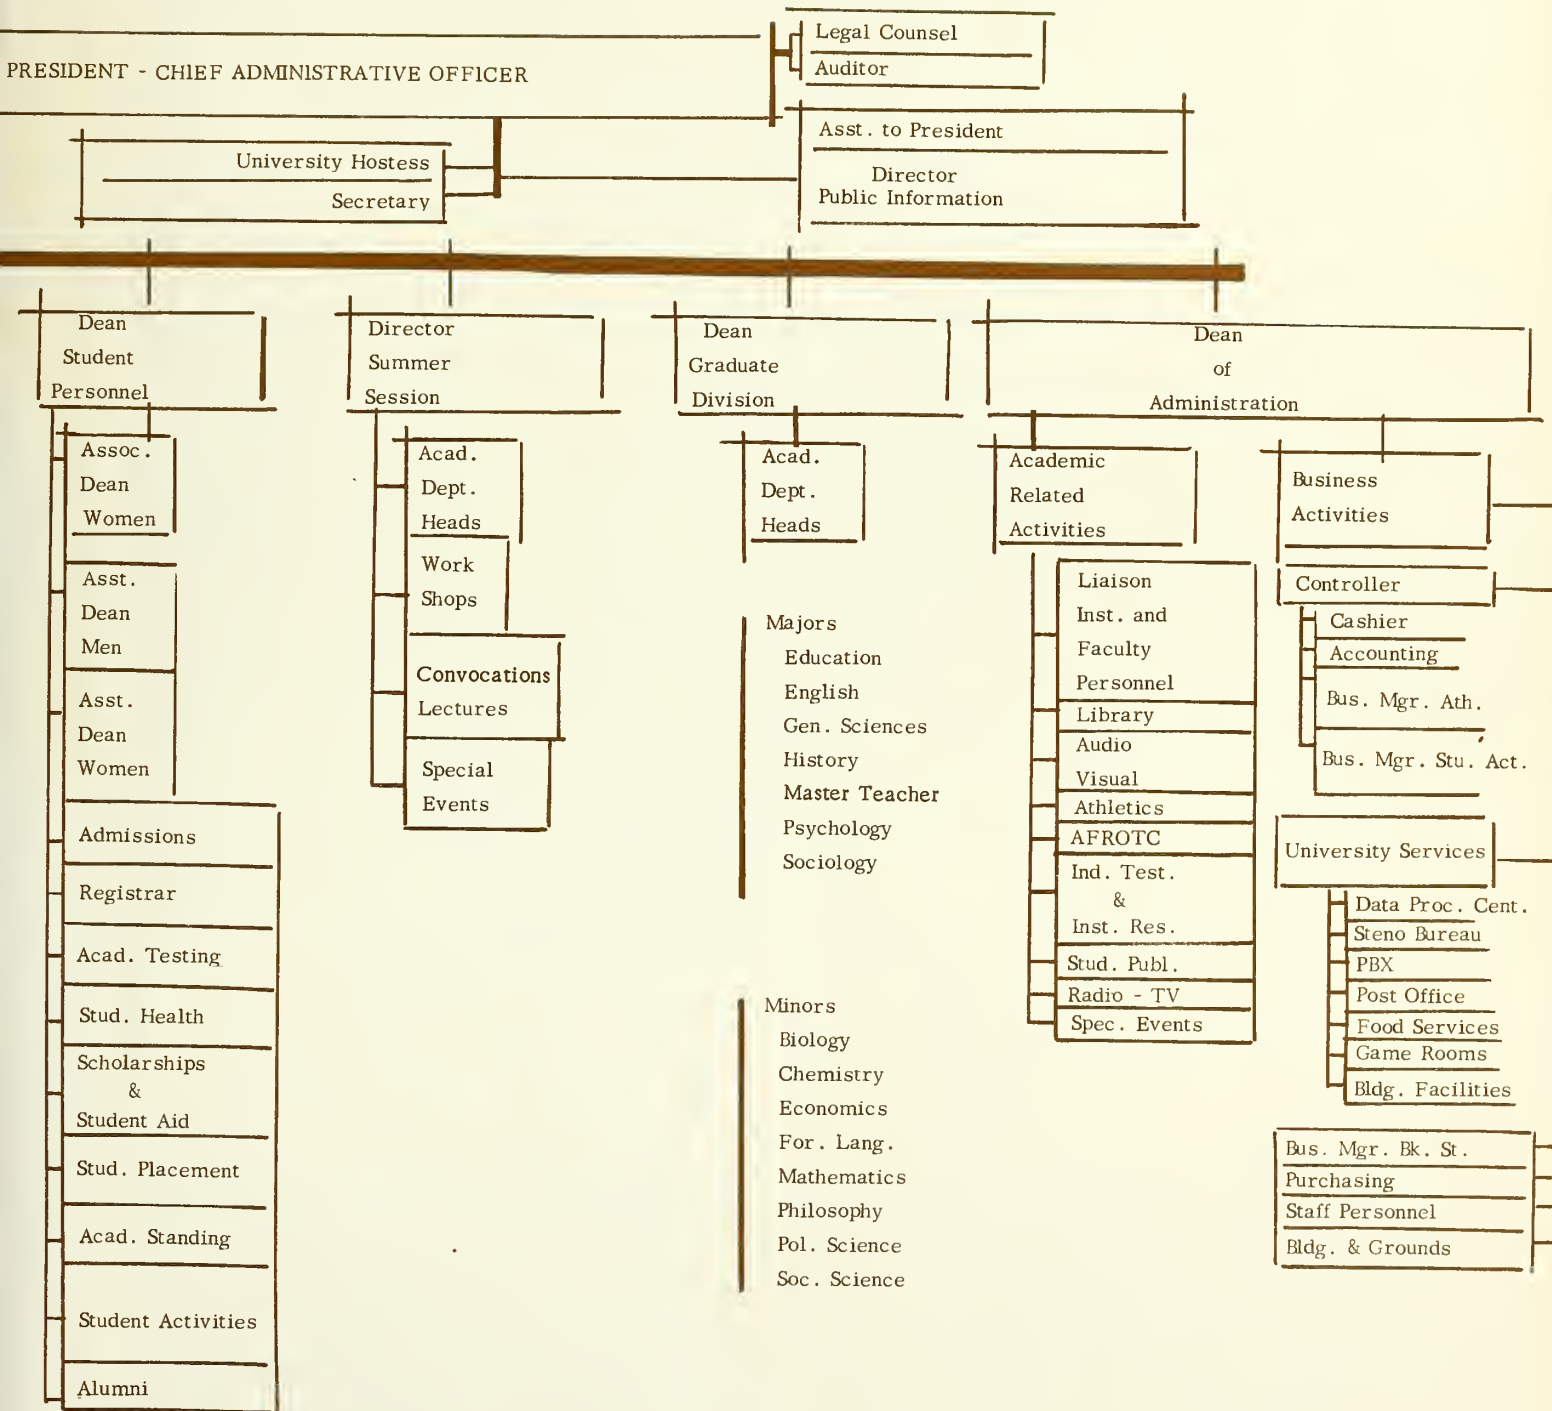 Legal Counsel
Auditor
PRESIDENT - CHIEF ADMINISTRATIVE OFFICER
Asst. to President
Director
Public Information
University Hostess
Secretary
Dean
Student
Personnel
Assoc.
Dean
Women
Asst.
Dean
Men
Asst.
Dean
Women
Admissions
Registrar
Acad. Testing
Stud. Health
Scholarships
&
Student Aid
Stud. Placement
Acad. Standing
Student Activities
Alumni
Director
Summer
Session
Acad.
Dept.
Heads
Work
Shops
Convocations
Lectures
Special
Events
Dean
Graduate
Division
Acad.
Dept.
Heads
Majors
Education
English
Gen. Sciences
History
Master Teacher
Psychology
Sociology
Minors
Biology
Chemistry
Economics
For. Lang.
Mathematics
Philosophy
Pol. Science
Soc. Science
Dean
of
Administration
Academic
Related
Activities
Liaison
Inst. and
Faculty
Personnel
Library
Audio
Visual
Athletics
AFROTC
Ind. Test.
&
Inst. Res.
Stud. Publ.
Radio - TV
Spec. Events
Business
Activities
Controller
Cashier
Accounting
Bus. Mgr. Ath.
Bus. Mgr. Stu. Act.
University Services
Data Proc. Cent.
Steno Bureau
PBX
Post Office
Food Services
Game Rooms
Bldg. Facilities
Bus. Mgr. Bk. St.
Purchasing
Staff Personnel
Bldg. & Grounds